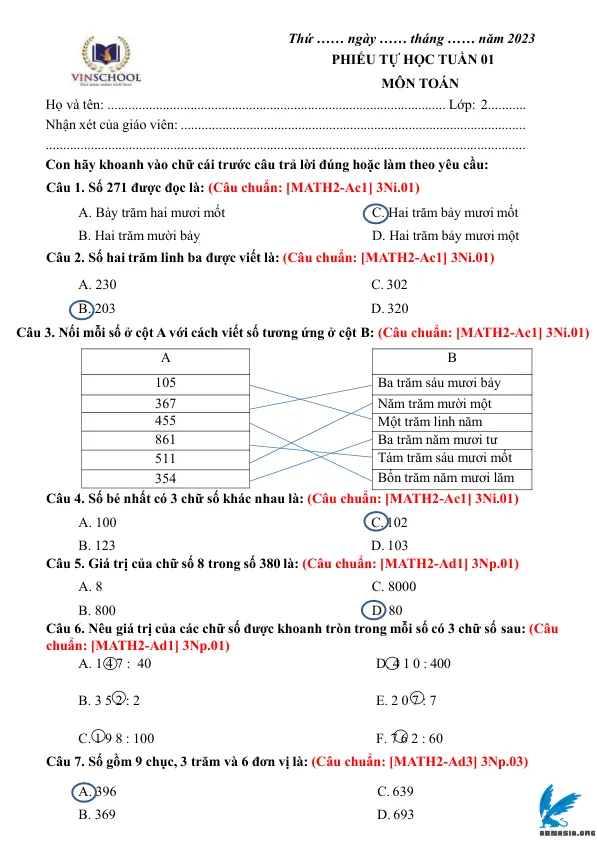 Thứ …… ngày …… tháng …… năm 2023
PHIẾU TỰ HỌC TUẦN 01
MÔN TOÁN
VINSCHOOL
Họ và tên: .................................................................................................. Lớp: 2...........
Nhận xét của giáo viên: ....................................................................................................
...........................................................................................................................................
Con hãy khoanh vào chữ cái trước câu trả lời đúng hoặc làm theo yêu cầu:
Câu 1. Số 271 được đọc là: (Câu chuẩn: [MATH2-Ac1] 3Ni.01)
A. Bảy trăm hai mươi mốt C. Hai trăm bảy mươi mốt
B. Hai trăm mười bảy D. Hai trăm bảy mươi một
Câu 2. Số hai trăm linh ba được viết là: (Câu chuẩn: [MATH2-Ac1] 3Ni.01)
A. 230 C. 302
B. 203 D. 320
Câu 3. Nối mỗi số ở cột A với cách viết số tương ứng ở cột B: (Câu chuẩn: [MATH2-Ac1] 3Ni.01)
A B
105 Ba trăm sáu mươi bảy
367 Năm trăm mười một
455 Một trăm linh năm
861 Ba trăm năm mươi tư
511 Tám trăm sáu mươi mốt
354 Bốn trăm năm mươi lăm
Câu 4. Số bé nhất có 3 chữ số khác nhau là: (Câu chuẩn: [MATH2-Ac1] 3Ni.01)
A. 100 C. 102
B. 123 D. 103
Câu 5. Giá trị của chữ số 8 trong số 380 là: (Câu chuẩn: [MATH2-Ad1] 3Np.01)
A. 8 C. 8000
B. 800 D. 80
Câu 6. Nêu giá trị của các chữ số được khoanh tròn trong mỗi số có 3 chữ số sau: (Câu
chuẩn: [MATH2-Ad1] 3Np.01)
A. 1 4 7 : 40 D. 4 1 0 : 400
B. 3 5 2 : 2 E. 2 0 7 : 7
C. 1 9 8 : 100 F. 7 6 2 : 60
Câu 7. Số gồm 9 chục, 3 trăm và 6 đơn vị là: (Câu chuẩn: [MATH2-Ad3] 3Np.03)
A. 396 C. 639
B. 369 D. 693
ABNASIA.ORG